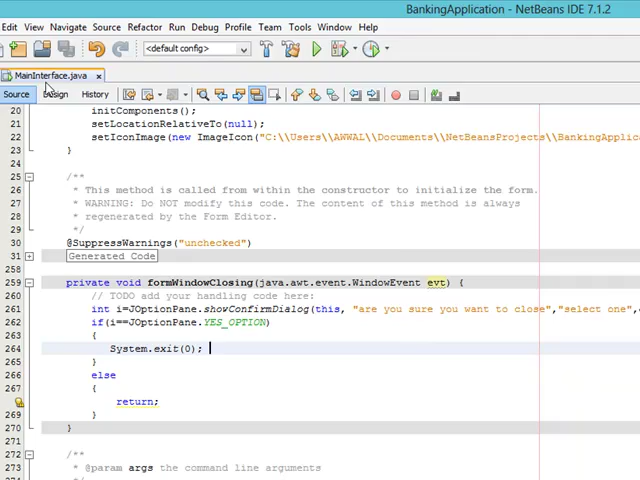 BankingApplication - NetBeans IDE 7.1.2
Edit View Navigate Source Refactor Run Debug Profile Team Tools Window Help
<default config>
MainInterface.java
Source Design History
20 initComponents();
21 setLocationRelativeTo(null);
22 setIconImage(new ImageIcon("C:\\Users\\AWWAL\\Documents\\NetBeansProjects\\BankingApplic
23 }
24
25 /**
26 * This method is called from within the constructor to initialize the form.
27 * WARNING: Do NOT modify this code. The content of this method is always
28 * regenerated by the Form Editor.
29 */
30 @SuppressWarnings("unchecked")
31 Generated Code
258
259 private void formWindowClosing(java.awt.event.WindowEvent evt) {
260 // TODO add your handling code here:
261 int i=JOptionPane.showConfirmDialog(this, "are you sure you want to close","select one",
262 if(i==JOptionPane.YES_OPTION)
263 {
264 System.exit(0);
265 }
266 else
267 {
return;
269 }
270 }
271
272 /**
273 * @param args the command line arguments
274 */